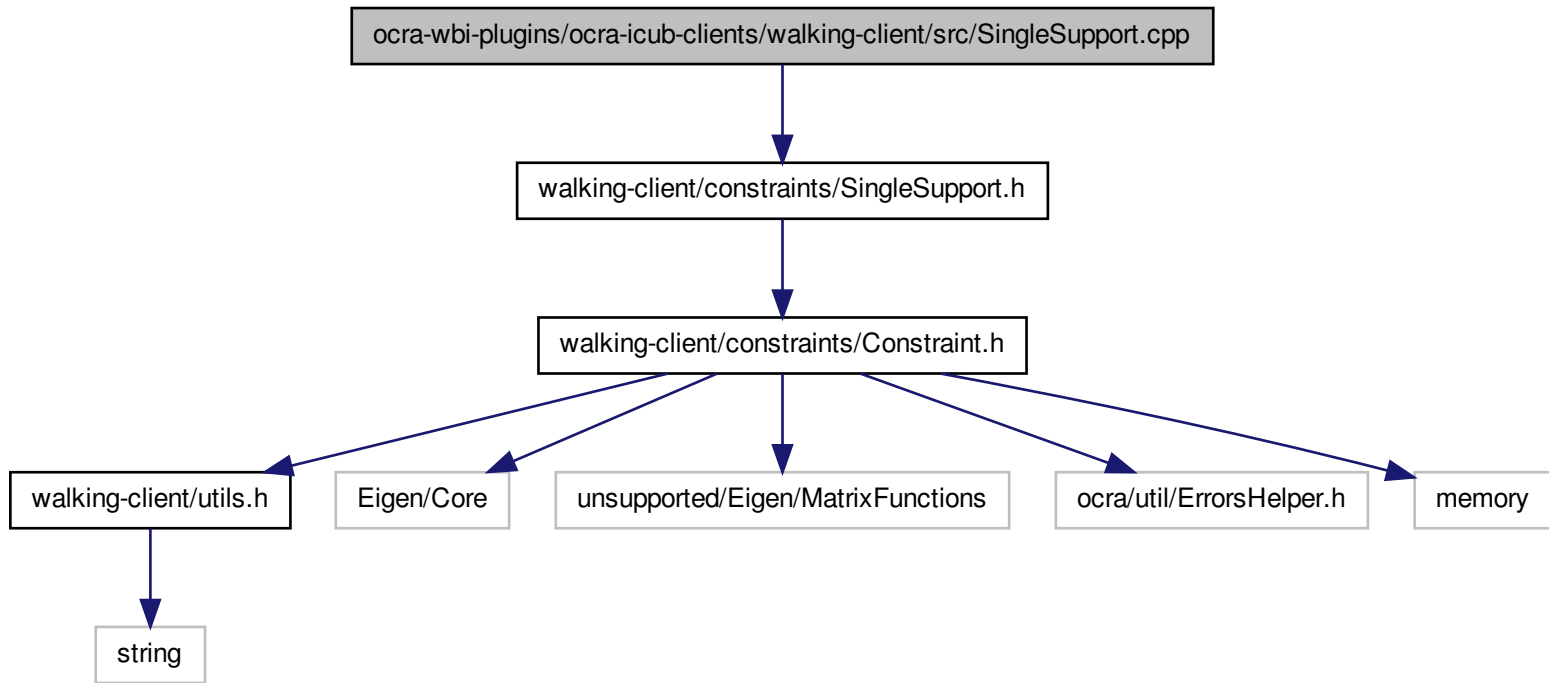 ocra-wbi-plugins/ocra-icub-clients/walking-client/src/SingleSupport.cpp
walking-client/constraints/SingleSupport.h
walking-client/constraints/Constraint.h
walking-client/utils.h
Eigen/Core
unsupported/Eigen/MatrixFunctions
ocra/util/ErrorsHelper.h
memory
string